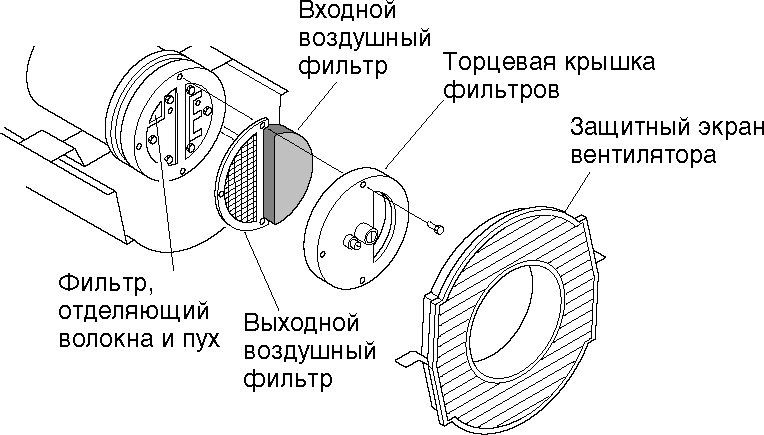 Входной
воздушный
фильтр
Торцевая крышка
фильтров
Защитный экран
вентилятора
Фильтр,
отделяющий
волокна и пух
Выходной
воздушный
фильтр